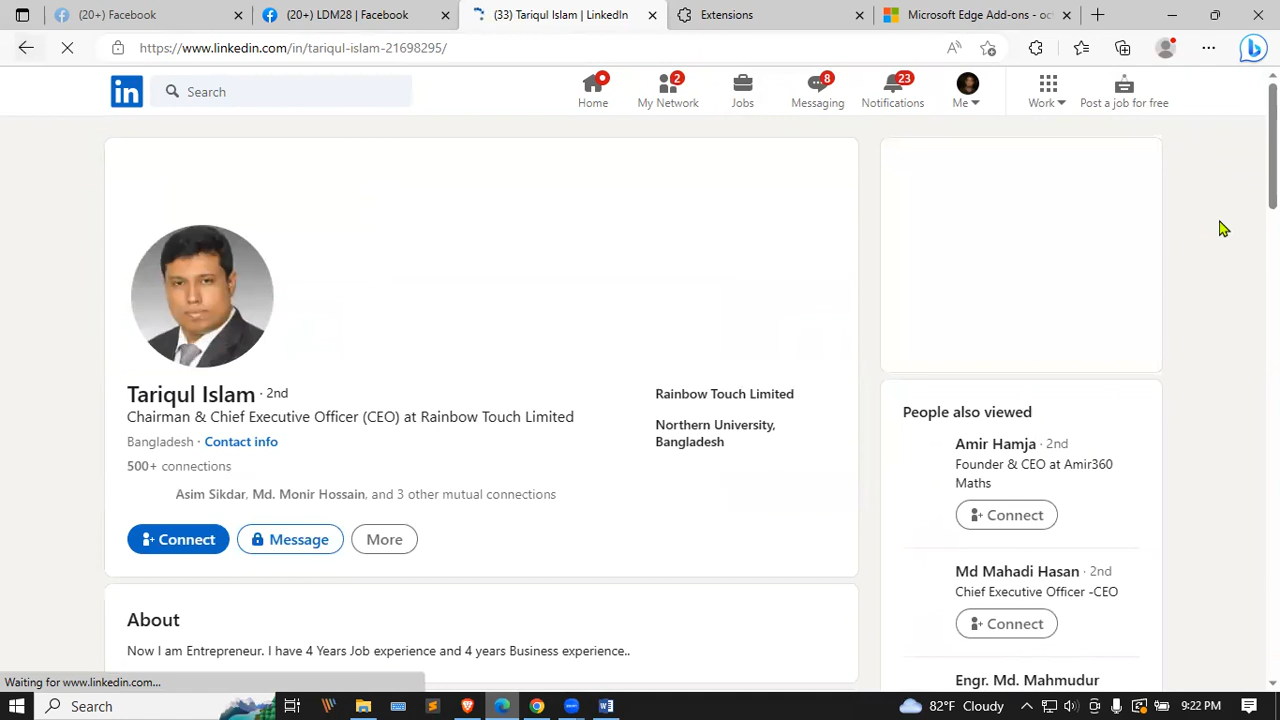 (20+) Facebook
(20+) LDM28 | Facebook
(33) Tariqul Islam | LinkedIn
Extensions
Microsoft Edge Add-ons - oct
https://www.linkedin.com/in/tariqul-islam-21698295/
in
Search
Home
2
My Network
Jobs
8
Messaging
23
Notifications
Me
Work
Post a job for free
Tariqul Islam · 2nd
Chairman & Chief Executive Officer (CEO) at Rainbow Touch Limited
Bangladesh · Contact info
500+ connections
Asim Sikdar, Md. Monir Hossain, and 3 other mutual connections
Connect
Message
More
Rainbow Touch Limited
Northern University,
Bangladesh
About
Now I am Entrepreneur. I have 4 Years Job experience and 4 years Business experience..
People also viewed
Amir Hamja · 2nd
Founder & CEO at Amir360
Maths
Connect
Md Mahadi Hasan · 2nd
Chief Executive Officer -CEO
Connect
Engr. Md. Mahmudur
Waiting for www.linkedin.com...
Search
82°F Cloudy
9:22 PM